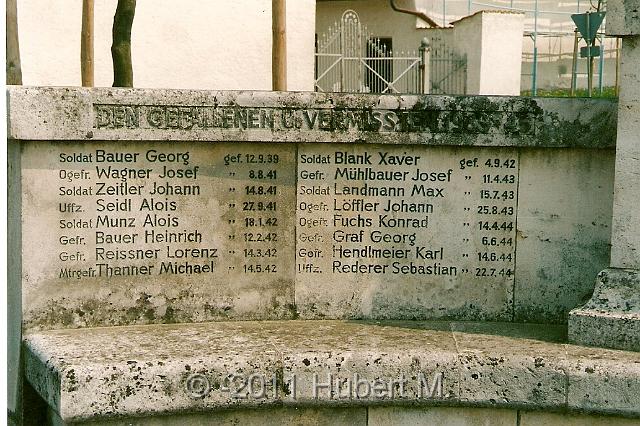 DEN GEFALLENEN U. VERMISSTEN 1939-45
Soldat Bauer Georg gef. 12.9.39
Ogefr. Wagner Josef " 8.8.41
Soldat Zeitler Johann " 14.8.41
Uffz. Seidl Alois " 27.9.41
Soldat Munz Alois " 18.1.42
Gefr. Bauer Heinrich " 12.2.42
Gefr. Reissner Lorenz " 14.3.42
Mtrgefr. Thanner Michael " 14.5.42
Soldat Blank Xaver gef. 4.9.42
Gefr. Mühlbauer Josef " 11.4.43
Soldat Landmann Max " 15.7.43
Ogefr. Löffler Johann " 25.8.43
Ogefr. Fuchs Konrad " 14.4.44
Gefr. Graf Georg " 6.6.44
Gefr. Hendlmeier Karl " 14.6.44
Uffz. Rederer Sebastian " 22.7.44
© 2011 Hubert M.